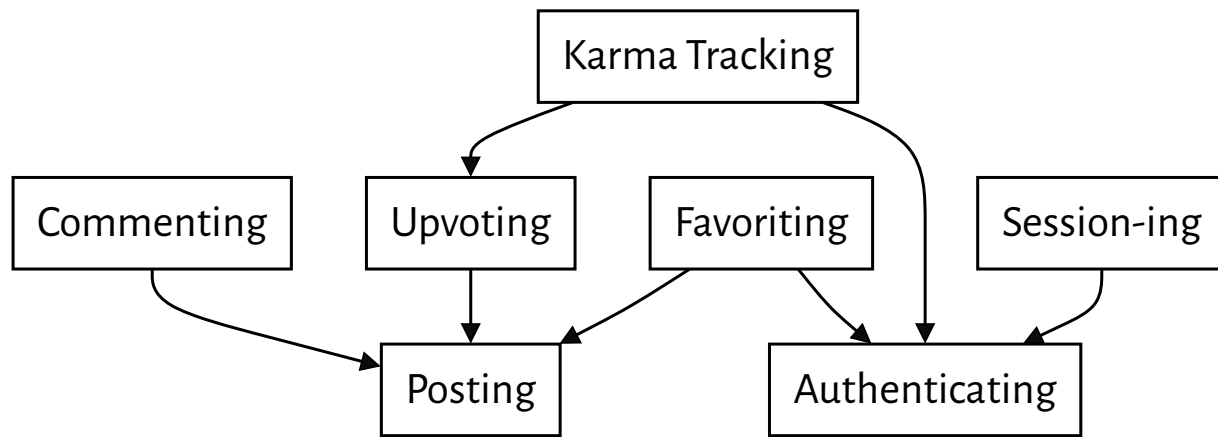 Karma Tracking
Commenting
Upvoting
Favoriting
Session-ing
Posting
Authenticating